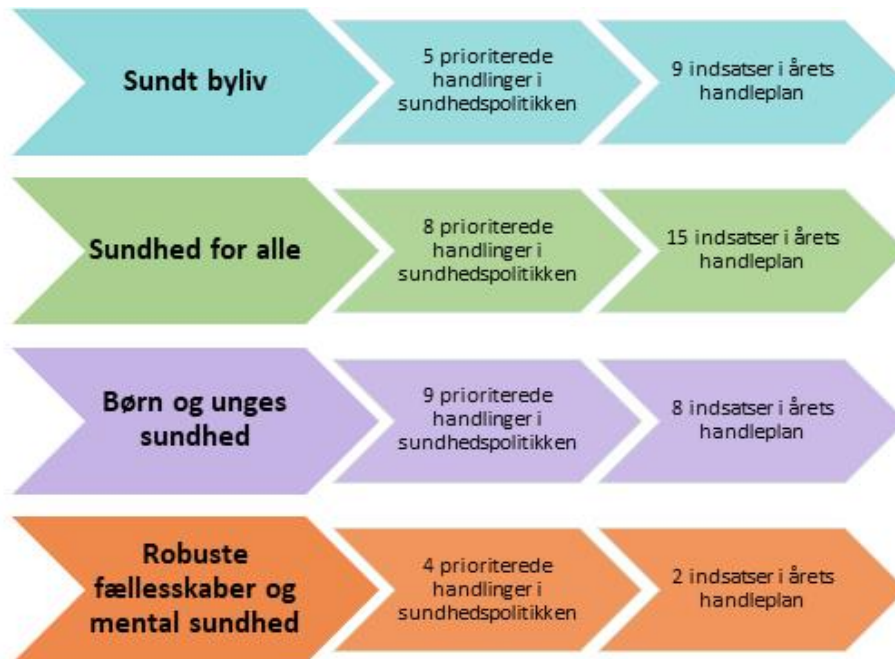 Sundt byliv
5 prioriterede
handlinger i
sundhedspolitikken
9 indsatser i årets
handleplan
Sundhed for alle
8 prioriterede
handlinger i
sundhedspolitikken
15 indsatser i årets
handleplan
Børn og unges
sundhed
9 prioriterede
handlinger i
sundhedspolitikken
8 indsatser i årets
handleplan
Robuste
fællesskaber og
mental sundhed
4 prioriterede
handlinger i
sundhedspolitikken
2 indsatser i årets
handleplan